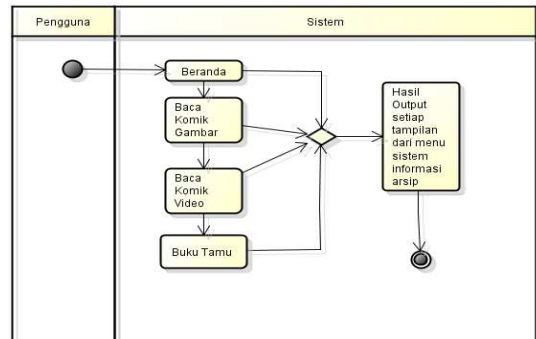 Pengguna
Sistem
Beranda
Baca
Komik
Gambar
Baca
Komik
Video
Buku Tamu
Hasil
Output
setiap
tampilan
dari menu
sistem
informasi
arsip